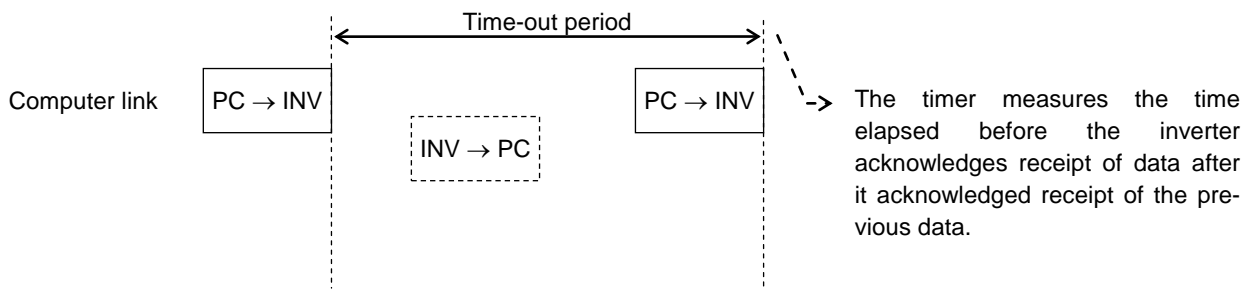 Time-out period
Computer link
PC → INV
INV → PC
PC → INV
The timer measures the time
elapsed before the inverter
acknowledges receipt of data after
it acknowledged receipt of the pre-
vious data.